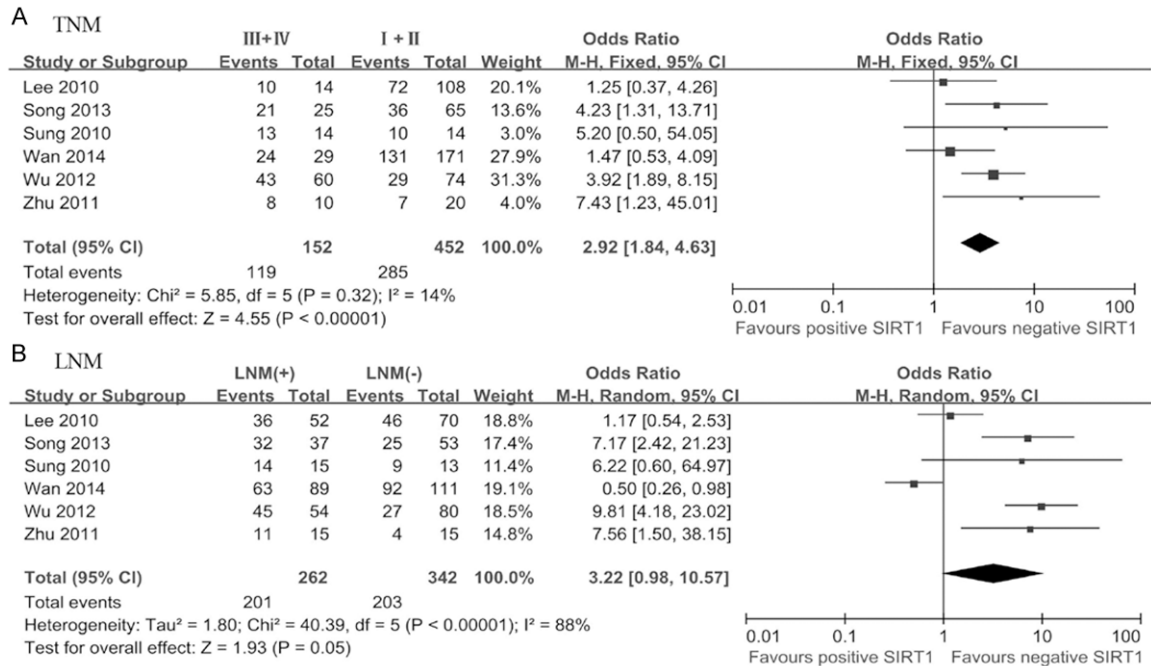 A TNM
III+IV I + II Odds Ratio Odds Ratio
Study or Subgroup Events Total Events Total Weight M-H, Fixed, 95% CI M-H, Fixed, 95% CI
Lee 2010 10 14 72 108 20.1% 1.25 [0.37, 4.26]
Song 2013 21 25 36 65 13.6% 4.23 [1.31, 13.71]
Sung 2010 13 14 10 14 3.0% 5.20 [0.50, 54.05]
Wan 2014 24 29 131 171 27.9% 1.47 [0.53, 4.09]
Wu 2012 43 60 29 74 31.3% 3.92 [1.89, 8.15]
Zhu 2011 8 10 7 20 4.0% 7.43 [1.23, 45.01]
Total (95% CI) 152 452 100.0% 2.92 [1.84, 4.63]
Total events 119 285
Heterogeneity: Chi² = 5.85, df = 5 (P = 0.32); I² = 14%
Test for overall effect: Z = 4.55 (P < 0.00001)
0.01 0.1 1 10 100
Favours positive SIRT1 Favours negative SIRT1
B LNM
LNM(+) LNM(-) Odds Ratio Odds Ratio
Study or Subgroup Events Total Events Total Weight M-H, Random, 95% CI M-H, Random, 95% CI
Lee 2010 36 52 46 70 18.8% 1.17 [0.54, 2.53]
Song 2013 32 37 25 53 17.4% 7.17 [2.42, 21.23]
Sung 2010 14 15 9 13 11.4% 6.22 [0.60, 64.97]
Wan 2014 63 89 92 111 19.1% 0.50 [0.26, 0.98]
Wu 2012 45 54 27 80 18.5% 9.81 [4.18, 23.02]
Zhu 2011 11 15 4 15 14.8% 7.56 [1.50, 38.15]
Total (95% CI) 262 342 100.0% 3.22 [0.98, 10.57]
Total events 201 203
Heterogeneity: Tau² = 1.80; Chi² = 40.39, df = 5 (P < 0.00001); I² = 88%
Test for overall effect: Z = 1.93 (P = 0.05)
0.01 0.1 1 10 100
Favours positive SIRT1 Favours negative SIRT1